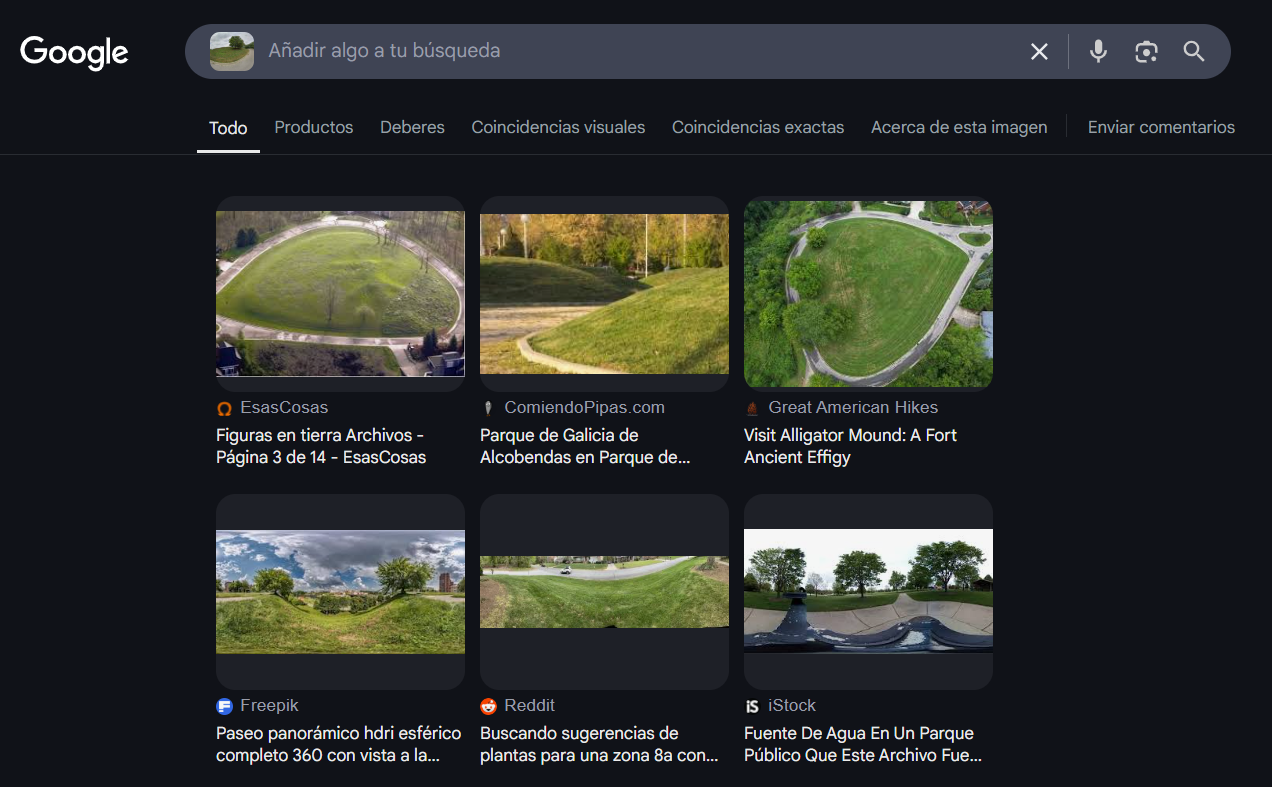 Google
Añadir algo a tu búsqueda
Todo
Productos
Deberes
Coincidencias visuales
Coincidencias exactas
Acerca de esta imagen
Enviar comentarios
EsasCosas
Figuras en tierra Archivos -
Página 3 de 14 - EsasCosas
ComiendoPipas.com
Parque de Galicia de
Alcobendas en Parque de...
Great American Hikes
Visit Alligator Mound: A Fort
Ancient Effigy
Freepik
Paseo panorámico hdri esférico
completo 360 con vista a la...
Reddit
Buscando sugerencias de
plantas para una zona 8a con...
iS iStock
Fuente De Agua En Un Parque
Público Que Este Archivo Fue...